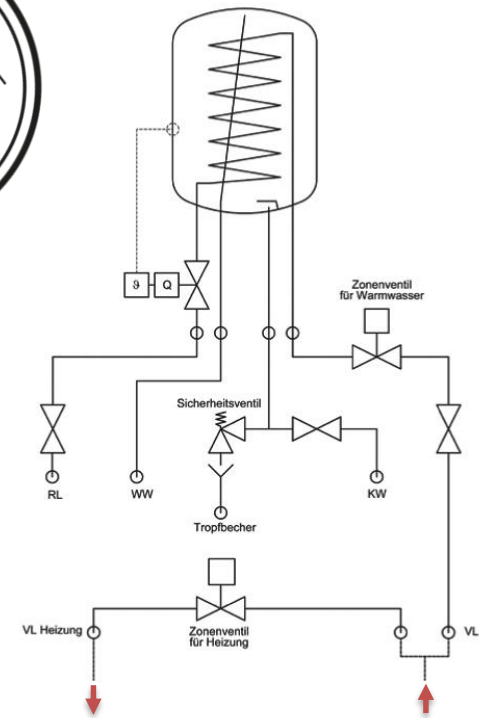 Zonenventil
für Warmwasser
ϑ
Q
Sicherheitsventil
RL
WW
KW
Tropfbecher
VL Heizung
Zonenventil
für Heizung
VL